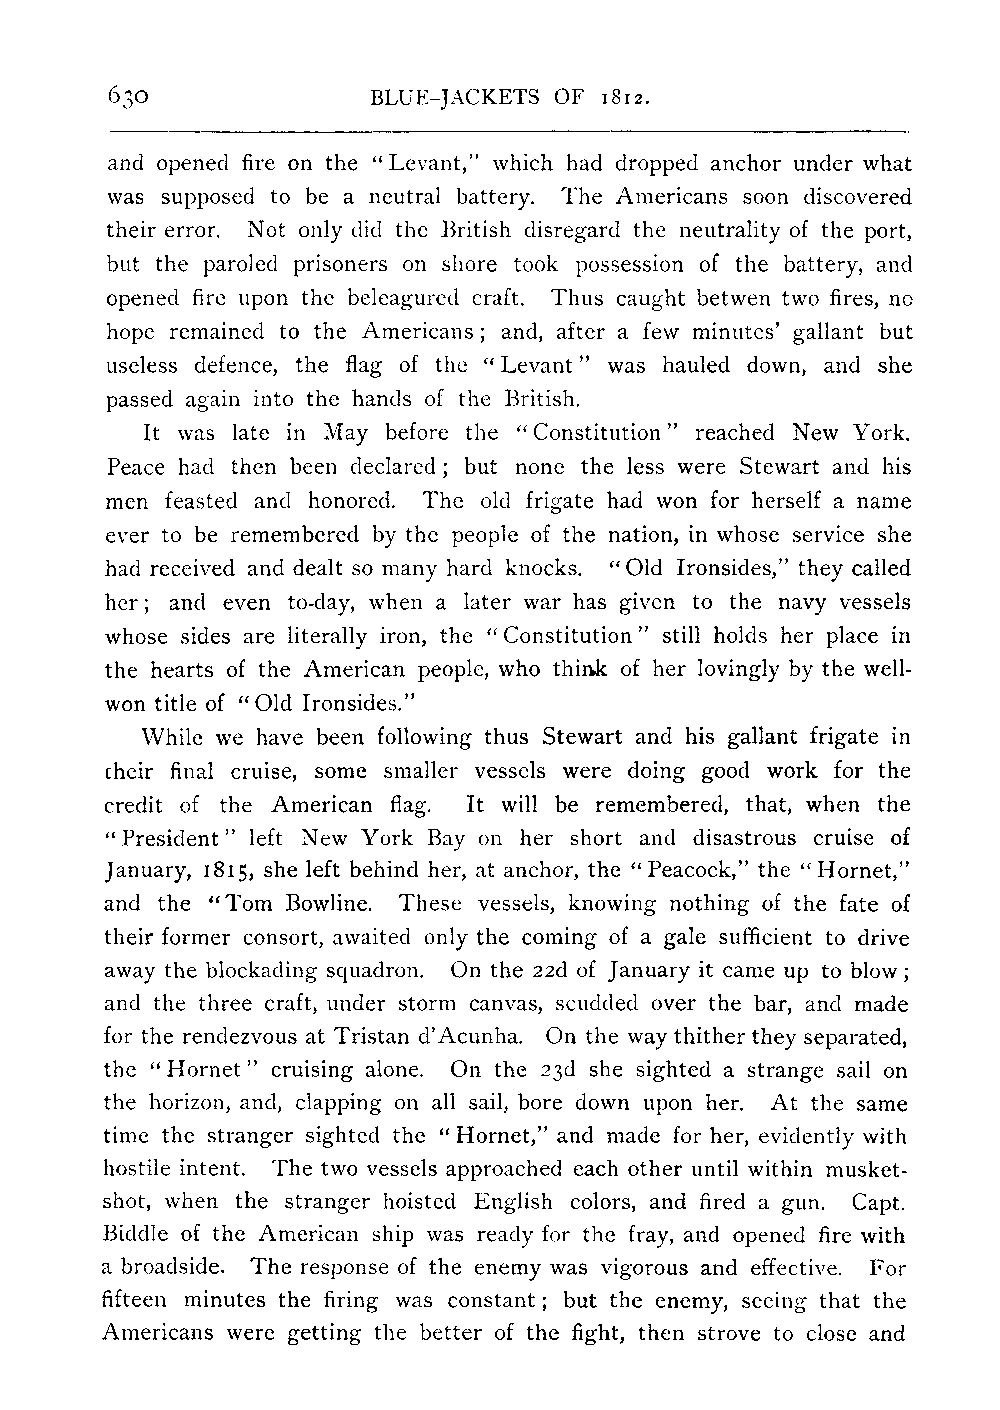 630 BLUE-JACKETS OF 1812.
and opened fire on the “Levant,” which had dropped anchor under what
was supposed to be a neutral battery. The Americans soon discovered
their error. Not only did the British disregard the neutrality of the port,
but the paroled prisoners on shore took possession of the battery, and
opened fire upon the beleagured craft. Thus caught betwen two fires, no
hope remained to the Americans; and, after a few minutes’ gallant but
useless defence, the flag of the “Levant” was hauled down, and she
passed again into the hands of the British.
It was late in May before the “Constitution” reached New York.
Peace had then been declared; but none the less were Stewart and his
men feasted and honored. The old frigate had won for herself a name
ever to be remembered by the people of the nation, in whose service she
had received and dealt so many hard knocks. “Old Ironsides,” they called
her; and even to-day, when a later war has given to the navy vessels
whose sides are literally iron, the “Constitution” still holds her place in
the hearts of the American people, who think of her lovingly by the well-
won title of “Old Ironsides.”
While we have been following thus Stewart and his gallant frigate in
their final cruise, some smaller vessels were doing good work for the
credit of the American flag. It will be remembered, that, when the
“President” left New York Bay on her short and disastrous cruise of
January, 1815, she left behind her, at anchor, the “Peacock,” the “Hornet,”
and the “Tom Bowline. These vessels, knowing nothing of the fate of
their former consort, awaited only the coming of a gale sufficient to drive
away the blockading squadron. On the 22d of January it came up to blow;
and the three craft, under storm canvas, scudded over the bar, and made
for the rendezvous at Tristan d’Acunha. On the way thither they separated,
the “Hornet” cruising alone. On the 23d she sighted a strange sail on
the horizon, and, clapping on all sail, bore down upon her. At the same
time the stranger sighted the “Hornet,” and made for her, evidently with
hostile intent. The two vessels approached each other until within musket-
shot, when the stranger hoisted English colors, and fired a gun. Capt.
Biddle of the American ship was ready for the fray, and opened fire with
a broadside. The response of the enemy was vigorous and effective. For
fifteen minutes the firing was constant; but the enemy, seeing that the
Americans were getting the better of the fight, then strove to close and